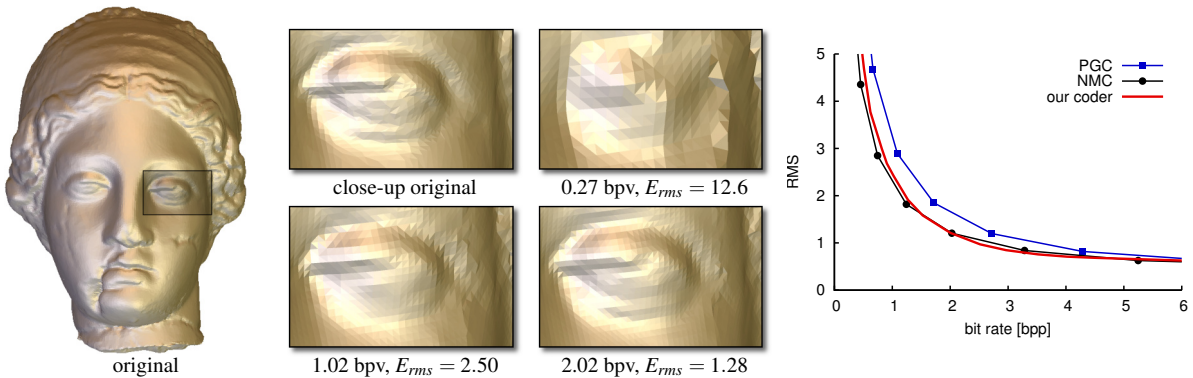 original
close-up original
0.27 bpv, E_rms = 12.6
1.02 bpv, E_rms = 2.50
2.02 bpv, E_rms = 1.28
PGC
NMC
our coder
RMS
5
4
3
2
1
0
0 1 2 3 4 5 6
bit rate [bpp]